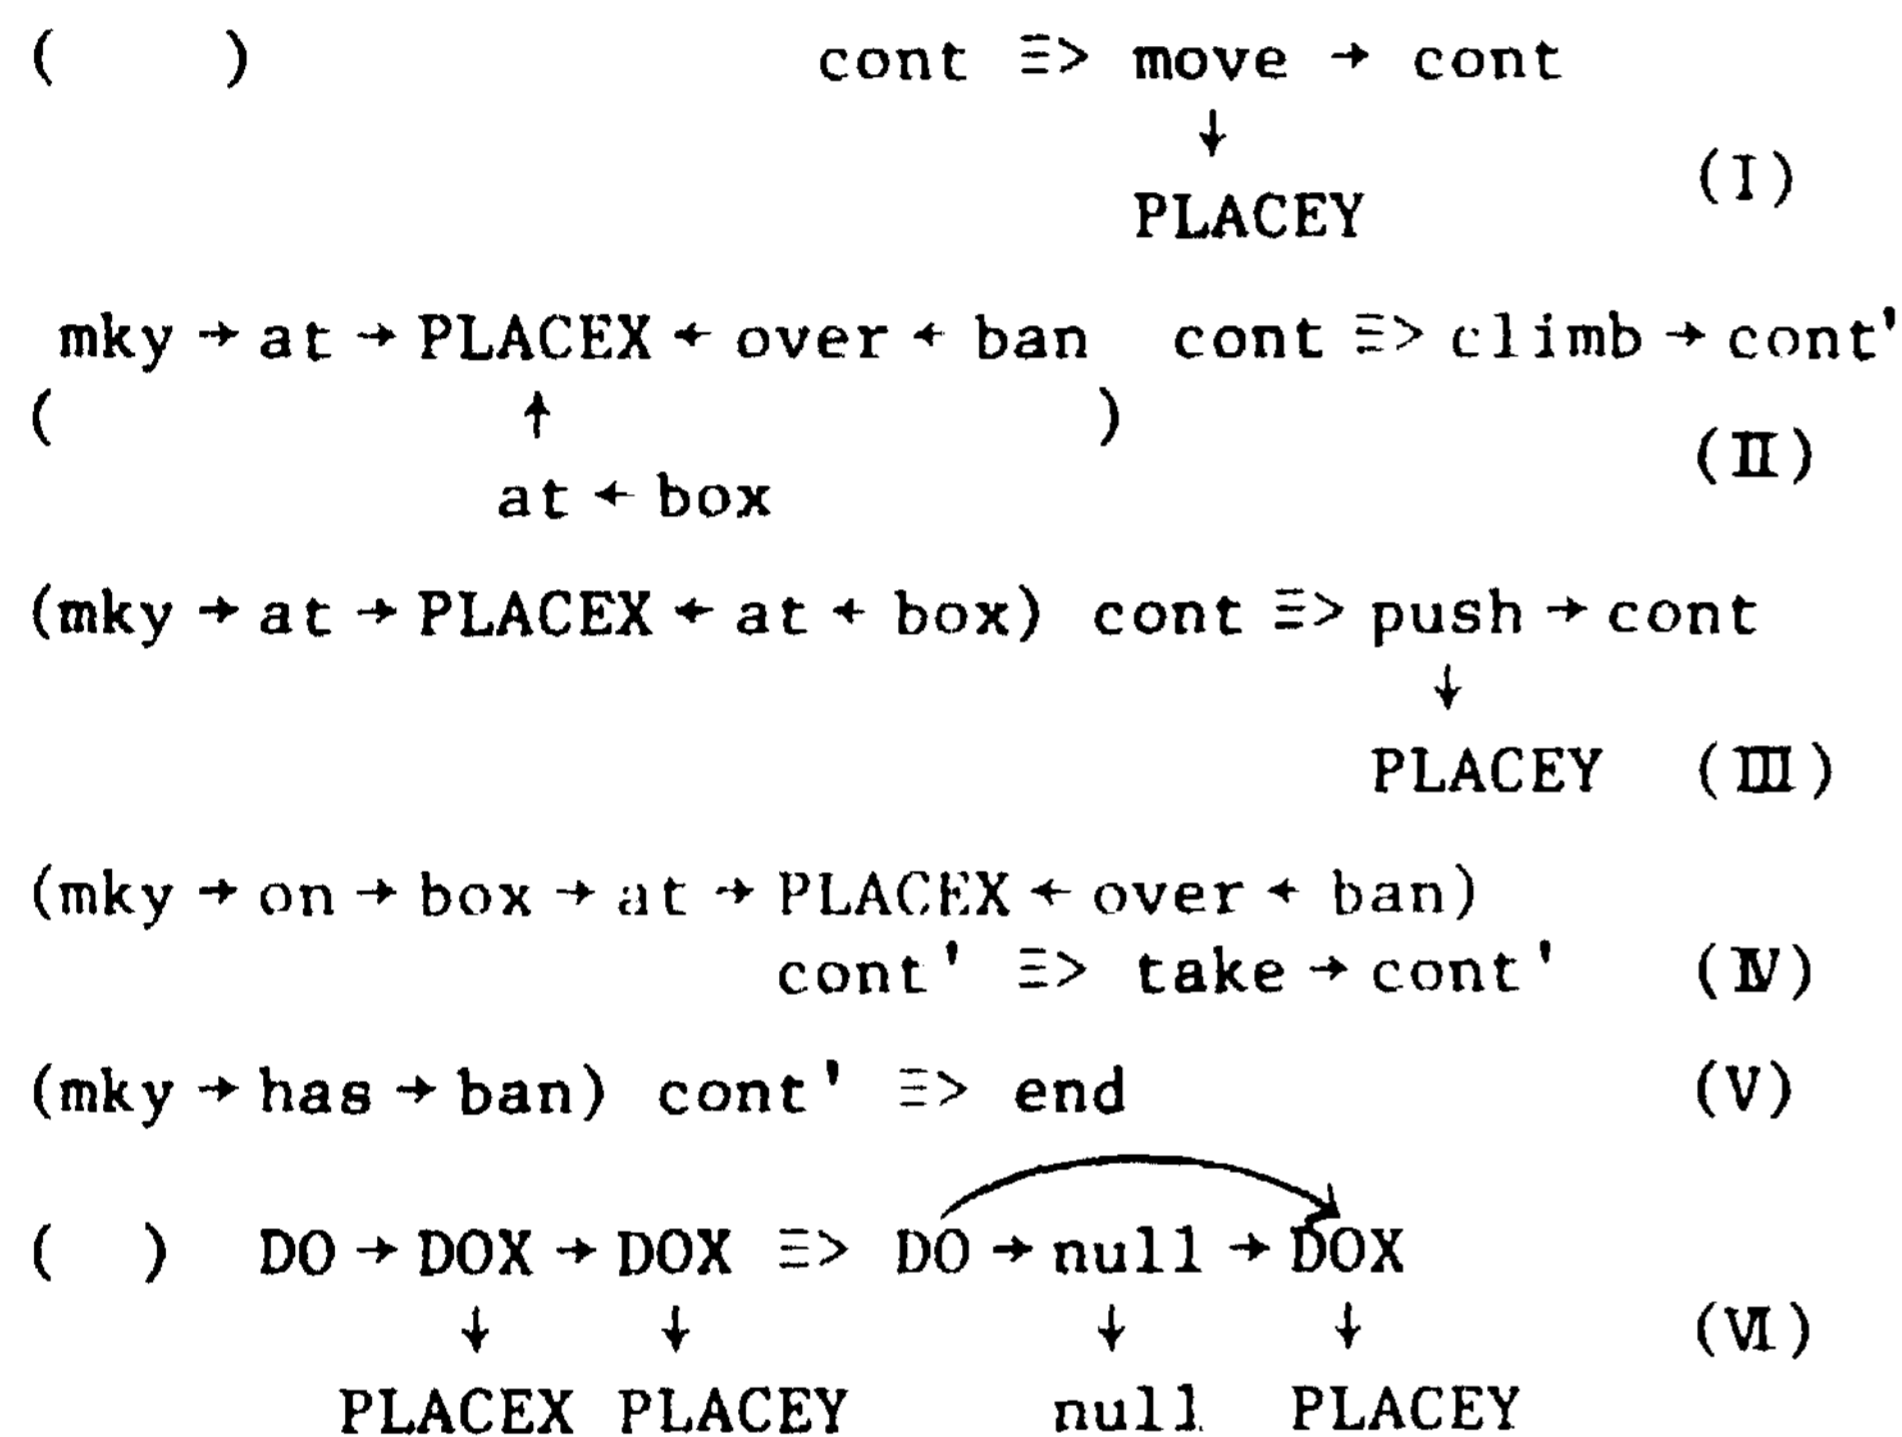 (      )      cont ≡> move → cont
↓
(I)
PLACEY
mky → at → PLACEX ← over ← ban   cont ≡> climb → cont'
(      ↑      )
(II)
at ← box
(mky → at → PLACEX ← at ← box) cont ≡> push → cont
↓
PLACEY   (III)
(mky → on → box → at → PLACEX ← over ← ban)
cont' ≡> take → cont'   (IV)
(mky → has → ban) cont' ≡> end   (V)
(   )   DO → DOX → DOX ≡> DO → null → DOX
↓   ↓   ↓   ↓   (VI)
PLACEX PLACEY   null   PLACEY